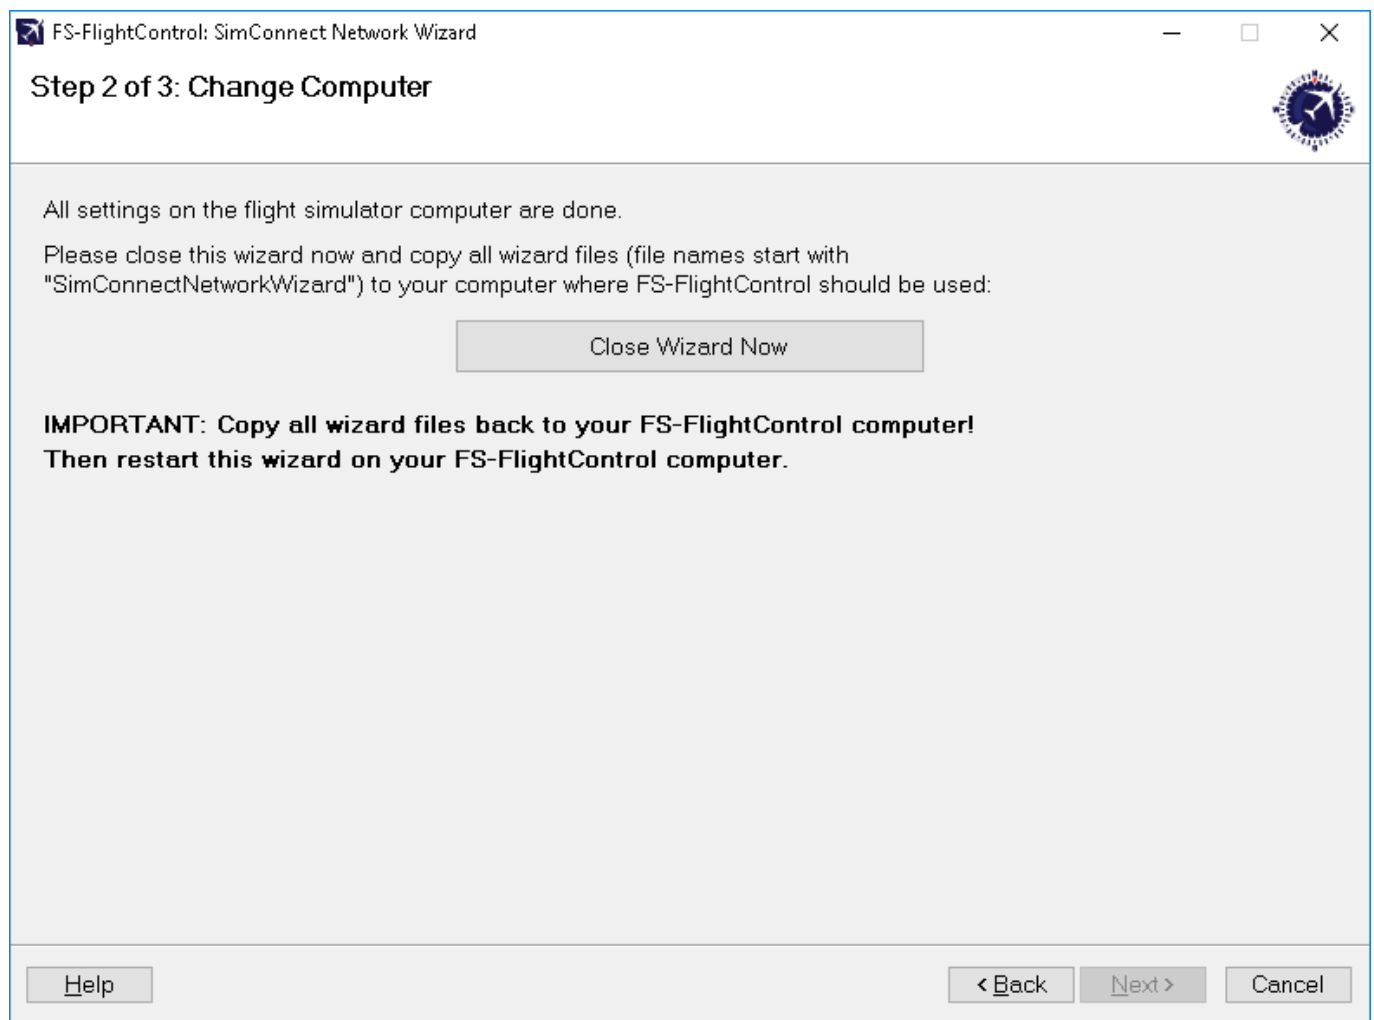 FS-FlightControl: SimConnect Network Wizard
Step 2 of 3: Change Computer
All settings on the flight simulator computer are done.
Please close this wizard now and copy all wizard files (file names start with
"SimConnectNetworkWizard") to your computer where FS-FlightControl should be used:
Close Wizard Now
IMPORTANT: Copy all wizard files back to your FS-FlightControl computer!
Then restart this wizard on your FS-FlightControl computer.
Help
< Back
Next >
Cancel